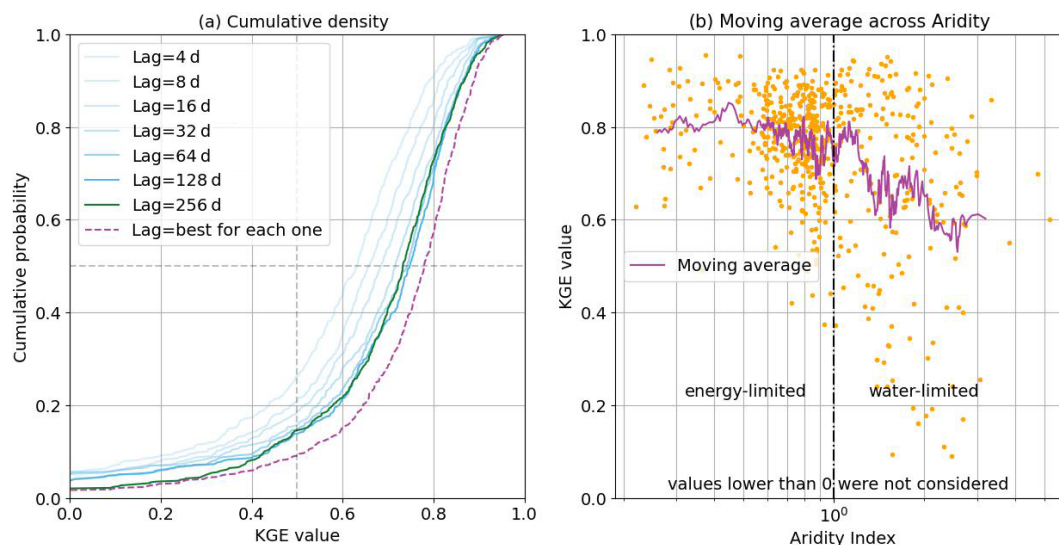 (a) Cumulative density
Cumulative probability
1.0
0.8
0.6
0.4
0.2
0.0
Lag=4 d
Lag=8 d
Lag=16 d
Lag=32 d
Lag=64 d
Lag=128 d
Lag=256 d
Lag=best for each one
0.0 0.2 0.4 0.6 0.8 1.0
KGE value
(b) Moving average across Aridity
KGE value
1.0
0.8
0.6
0.4
0.2
0.0
Moving average
energy-limited water-limited
values lower than 0 were not considered
10⁰
Aridity Index